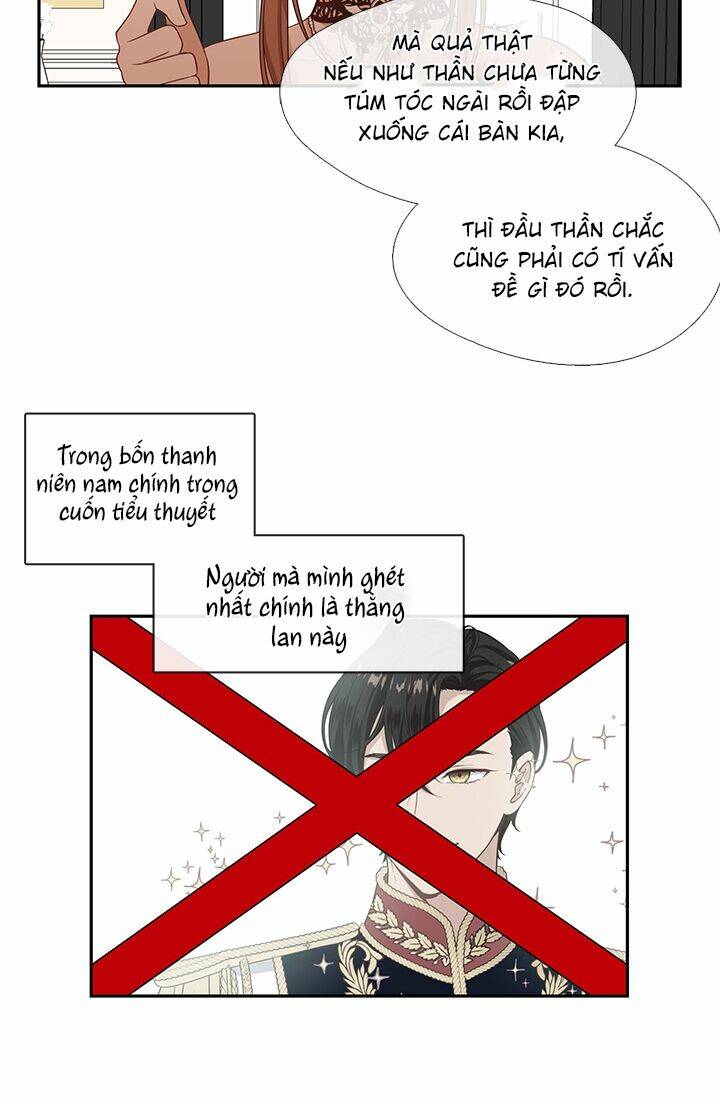 MÀ QUẢ THẬT
NẾU NHƯ THẦN CHƯA TỪNG
TÚM TÓC NGÀI RỒI ĐẬP
XUỐNG CÁI BÀN KIA,
THÌ ĐẦU THẦN CHẮC
CŨNG PHẢI CÓ TÍ VẤN
ĐỀ GÌ ĐÓ RỒI.
Trong bốn thanh
niên nam chính trong
cuốn tiểu thuyết
Người mà mình ghét
nhất chính là thằng
lan này